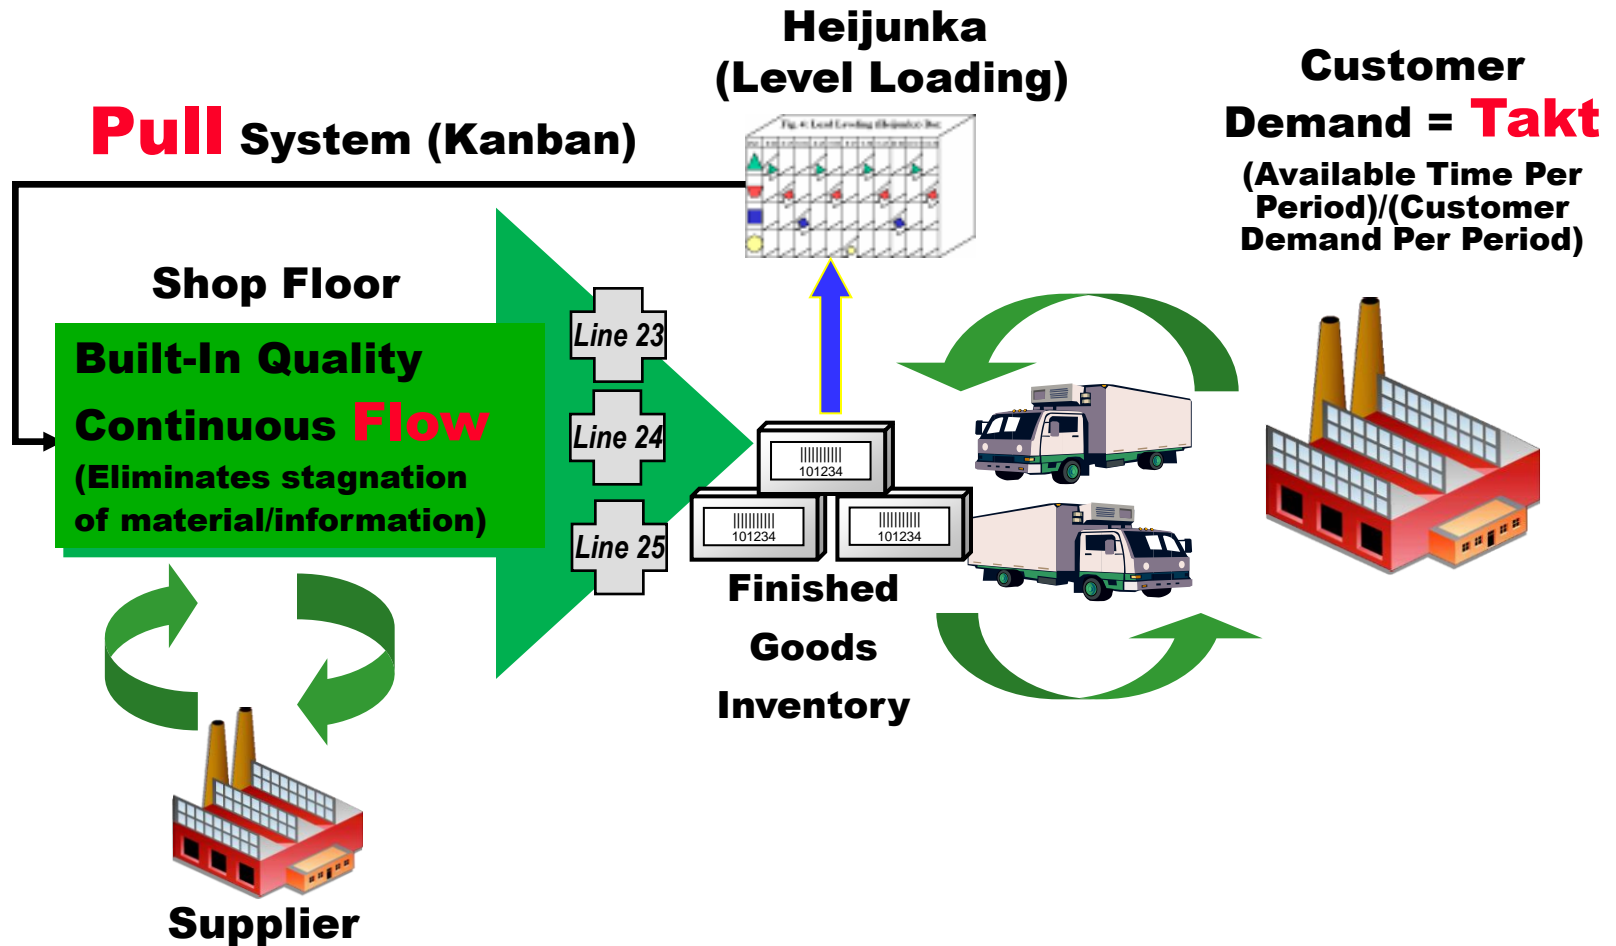 Heijunka
(Level Loading)
Customer
Demand = Takt
(Available Time Per
Period)/(Customer
Demand Per Period)
Pull System (Kanban)
Shop Floor
Built-In Quality
Continuous Flow
(Eliminates stagnation
of material/information)
Line 23
Line 24
Line 25
101234
101234
101234
Finished
Goods
Inventory
Supplier